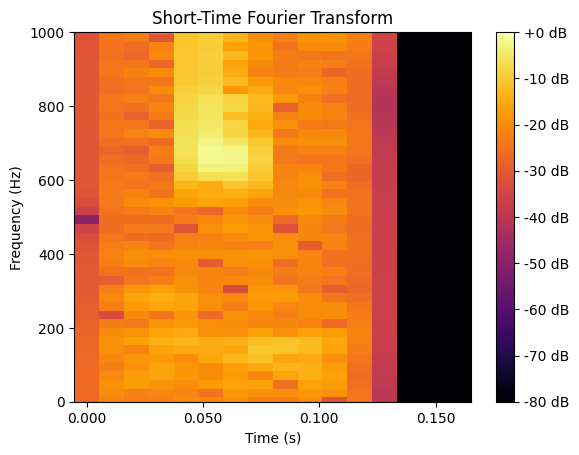 Short-Time Fourier Transform
Frequency (Hz)
1000
800
600
400
200
0
0.000
0.050
0.100
0.150
Time (s)
+0 dB
-10 dB
-20 dB
-30 dB
-40 dB
-50 dB
-60 dB
-70 dB
-80 dB